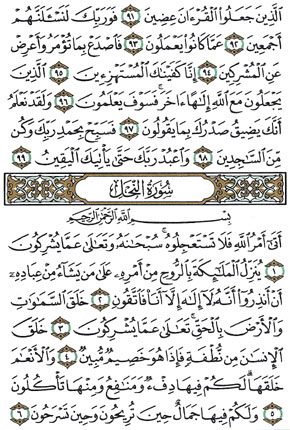 ٱلَّذِينَ جَعَلُوا۟ ٱلْقُرْءَانَ عِضِينَ ٩١ فَوَرَبِّكَ لَنَسْـَٔلَنَّهُمْ
أَجْمَعِينَ ٩٢ عَمَّا كَانُوا۟ يَعْمَلُونَ ٩٣ فَٱصْدَعْ بِمَا تُؤْمَرُ وَأَعْرِضْ
عَنِ ٱلْمُشْرِكِينَ ٩٤ إِنَّا كَفَيْنَـٰكَ ٱلْمُسْتَهْزِءِينَ ٩٥ ٱلَّذِينَ
يَجْعَلُونَ مَعَ ٱللَّهِ إِلَـٰهًا ءَاخَرَ ۚ فَسَوْفَ يَعْلَمُونَ ٩٦ وَلَقَدْ نَعْلَمُ
أَنَّكَ يَضِيقُ صَدْرُكَ بِمَا يَقُولُونَ ٩٧ فَسَبِّحْ بِحَمْدِ رَبِّكَ وَكُن
مِّنَ ٱلسَّـٰجِدِينَ ٩٨ وَٱعْبُدْ رَبَّكَ حَتَّىٰ يَأْتِيَكَ ٱلْيَقِينُ ٩٩
سُورَةُ النَّحْلِ
بِسْمِ ٱللَّهِ ٱلرَّحْمَـٰنِ ٱلرَّحِيمِ
أَتَىٰٓ أَمْرُ ٱللَّهِ فَلَا تَسْتَعْجِلُوهُ ۚ سُبْحَـٰنَهُۥ وَتَعَـٰلَىٰ عَمَّا يُشْرِكُونَ
١ يُنَزِّلُ ٱلْمَلَـٰٓئِكَةَ بِٱلرُّوحِ مِنْ أَمْرِهِۦ عَلَىٰ مَن يَشَآءُ مِنْ عِبَادِهِۦٓ
أَنْ أَنذِرُوٓا۟ أَنَّهُۥ لَآ إِلَـٰهَ إِلَّآ أَنَا۠ فَٱتَّقُونِ ٢ خَلَقَ ٱلسَّمَـٰوَٰتِ
وَٱلْأَرْضَ بِٱلْحَقِّ ۚ تَعَـٰلَىٰ عَمَّا يُشْرِكُونَ ٣ خَلَقَ
ٱلْإِنسَـٰنَ مِن نُّطْفَةٍ فَإِذَا هُوَ خَصِيمٌ مُّبِينٌ ٤ وَٱلْأَنْعَـٰمَ
خَلَقَهَا ۗ لَكُمْ فِيهَا دِفْءٌ وَمَنَـٰفِعُ وَمِنْهَا تَأْكُلُونَ
٥ وَلَكُمْ فِيهَا جَمَالٌ حِينَ تُرِيحُونَ وَحِينَ تَسْرَحُونَ ٦